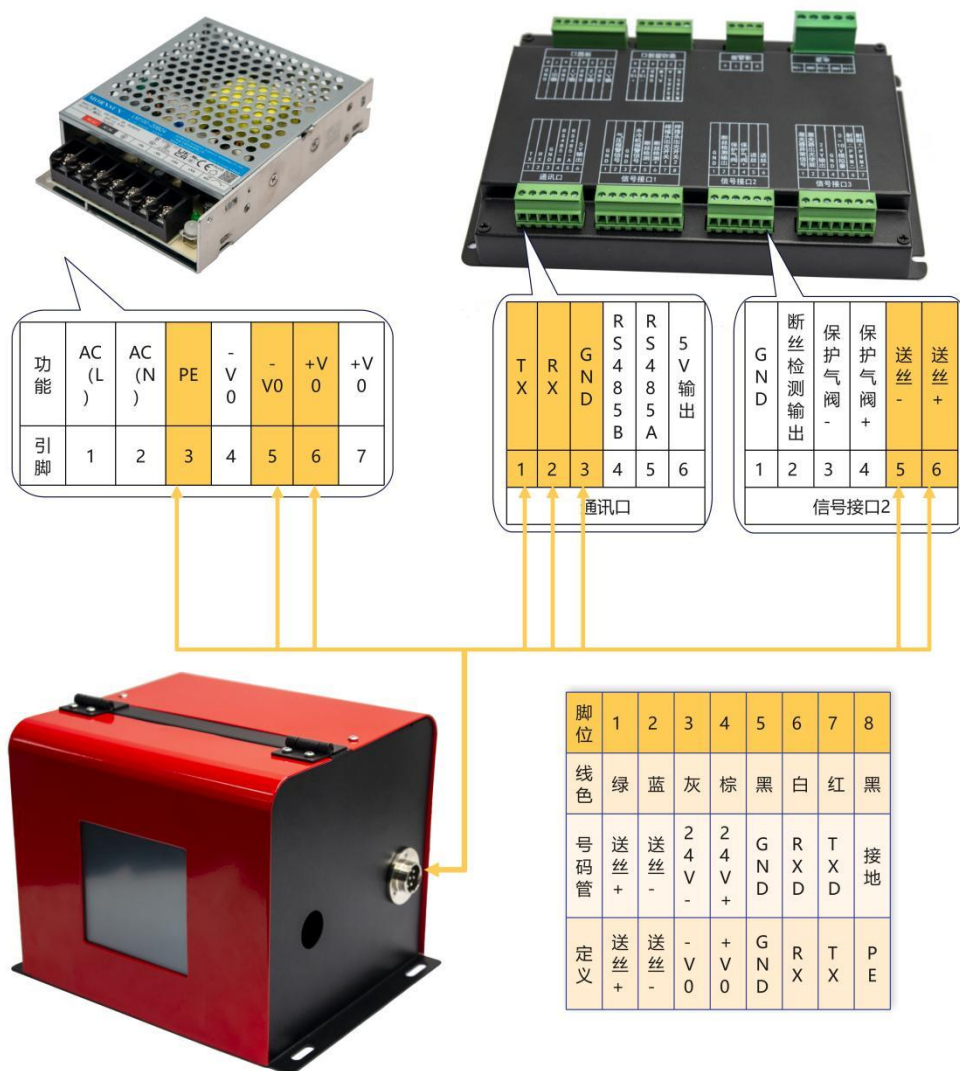 MORNSUN
通讯口
信号接口1
信号接口2
信号接口3
功能 AC(L) AC(N) PE -V0 -V0 +V0 +V0
引脚 1 2 3 4 5 6 7
TX RX GND RS485B RS485A 5V输出
1 2 3 4 5 6
通讯口
GND 断丝检测输出 保护气阀- 保护气阀+ 送丝- 送丝+
1 2 3 4 5 6
信号接口2
脚位 1 2 3 4 5 6 7 8
线色 绿 蓝 灰 棕 黑 白 红 黑
号码管 送丝+ 送丝- 24V- 24V+ GND RXD TXD 接地
定义 送丝+ 送丝- -V0 +V0 GND RX TX PE